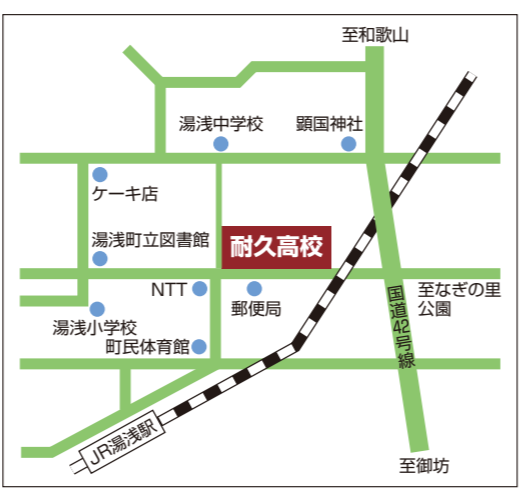 至和歌山
湯浅中学校
顕国神社
ケーキ店
湯浅町立図書館
耐久高校
NTT
郵便局
国道42号線
至なぎの里
公園
湯浅小学校
町民体育館
JR湯浅駅
至御坊